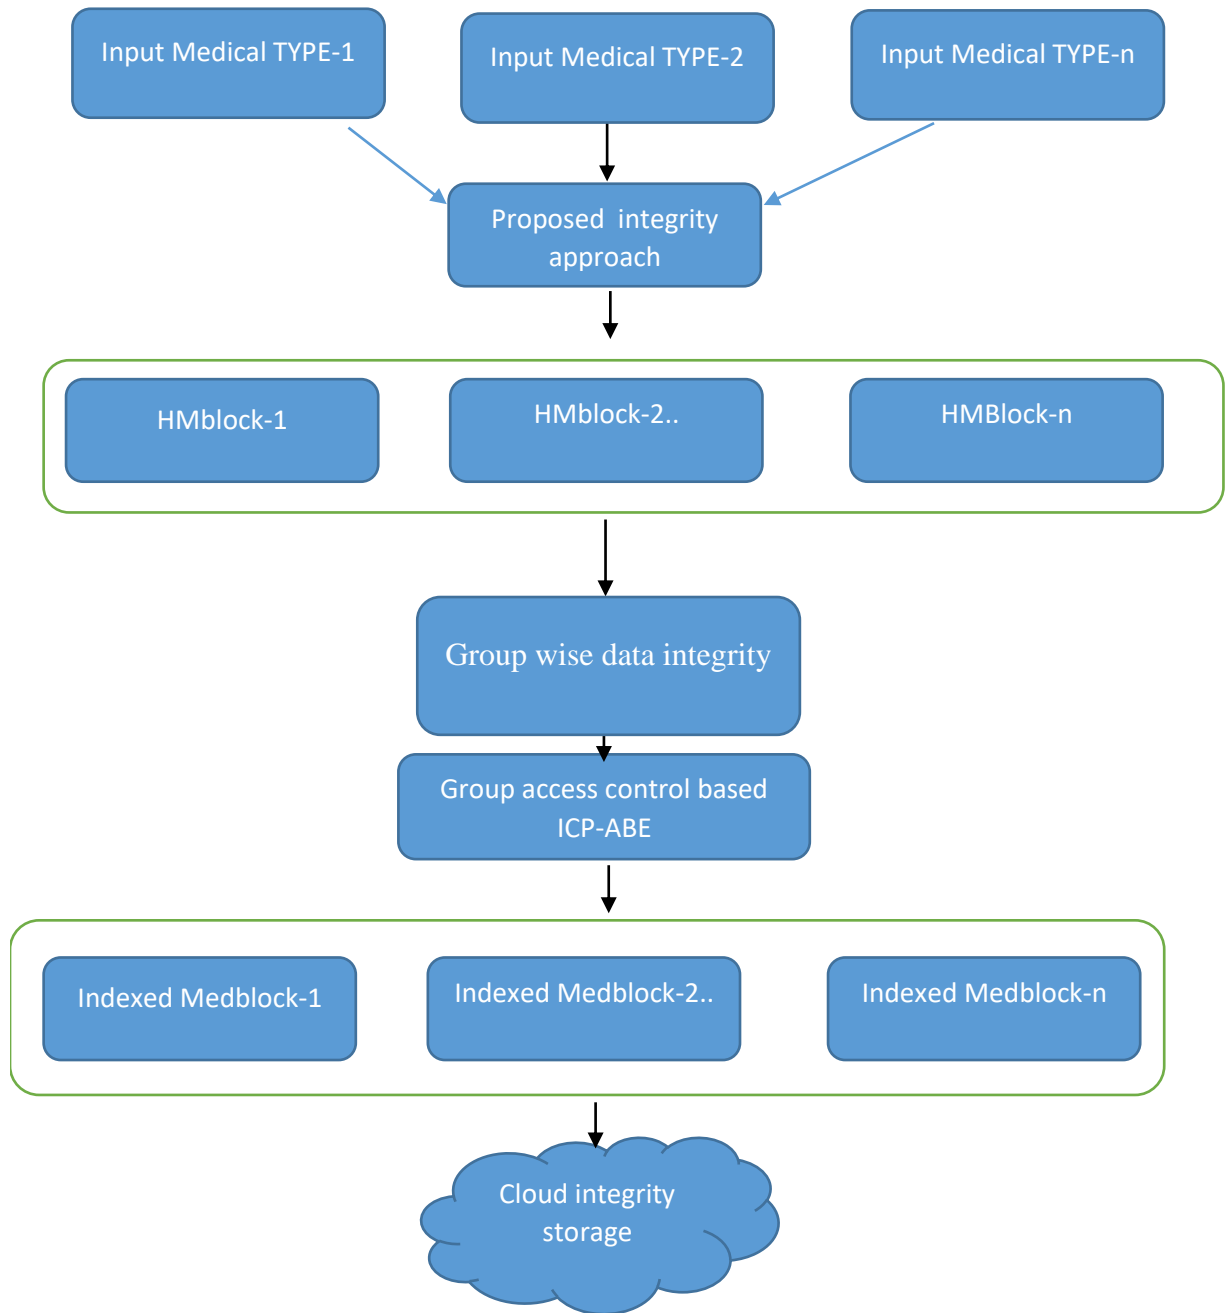 Input Medical TYPE-1
Input Medical TYPE-2
Input Medical TYPE-n
Proposed  integrity
approach
HMblock-1
HMblock-2..
HMBlock-n
Group wise data integrity
Group access control based
ICP-ABE
Indexed Medblock-1
Indexed Medblock-2..
Indexed Medblock-n
Cloud integrity
storage